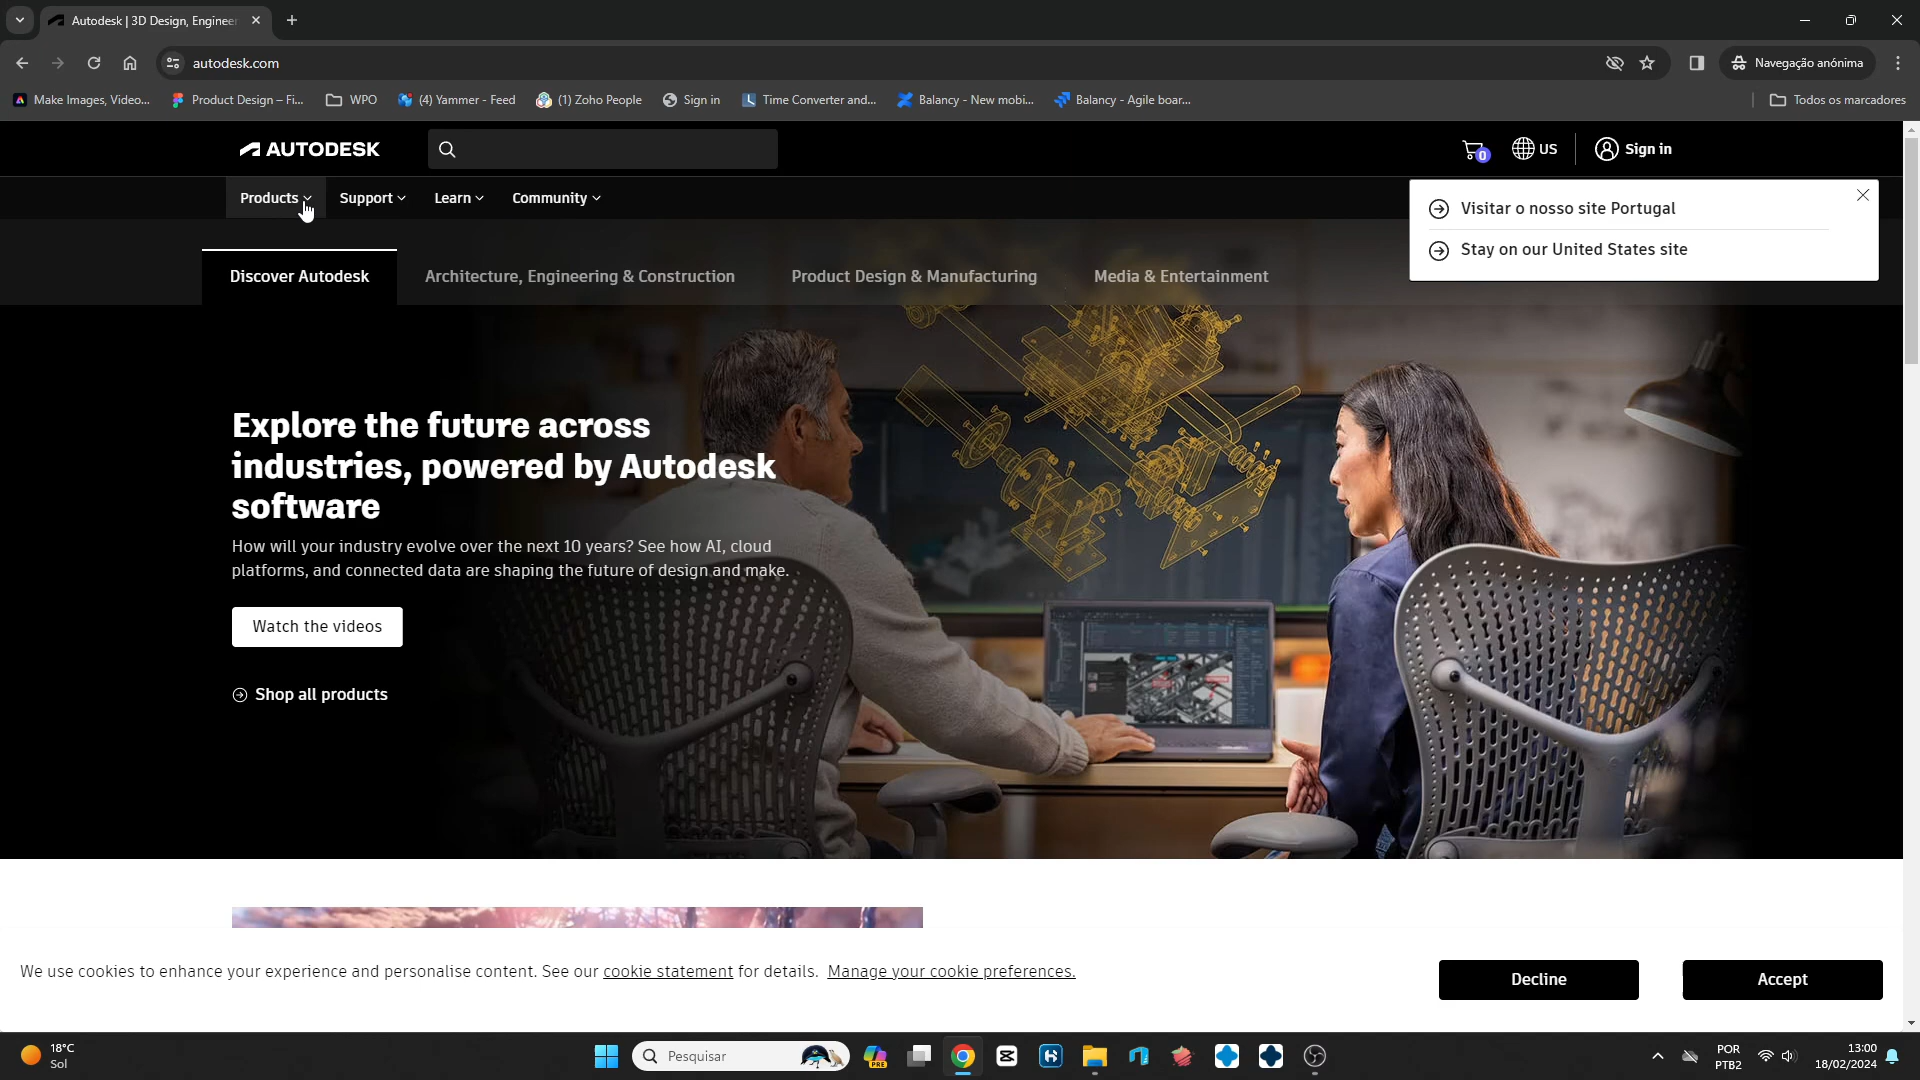 Autodesk | 3D Design, Engineer
autodesk.com
Navegação anónima
Make Images, Video...
Product Design – Fi...
WPO
(4) Yammer - Feed
(1) Zoho People
Sign in
Time Converter and...
Balancy - New mobi...
Balancy - Agile boar...
Todos os marcadores
AUTODESK
0
US
Sign in
Products
Support
Learn
Community
Visitar o nosso site Portugal
Stay on our United States site
Discover Autodesk
Architecture, Engineering & Construction
Product Design & Manufacturing
Media & Entertainment
Explore the future across
industries, powered by Autodesk
software
How will your industry evolve over the next 10 years? See how AI, cloud
platforms, and connected data are shaping the future of design and make.
Watch the videos
Shop all products
We use cookies to enhance your experience and personalise content. See our cookie statement for details. Manage your cookie preferences.
Decline
Accept
18°C
Sol
Pesquisar
PRE
POR
PTB2
13:00
18/02/2024